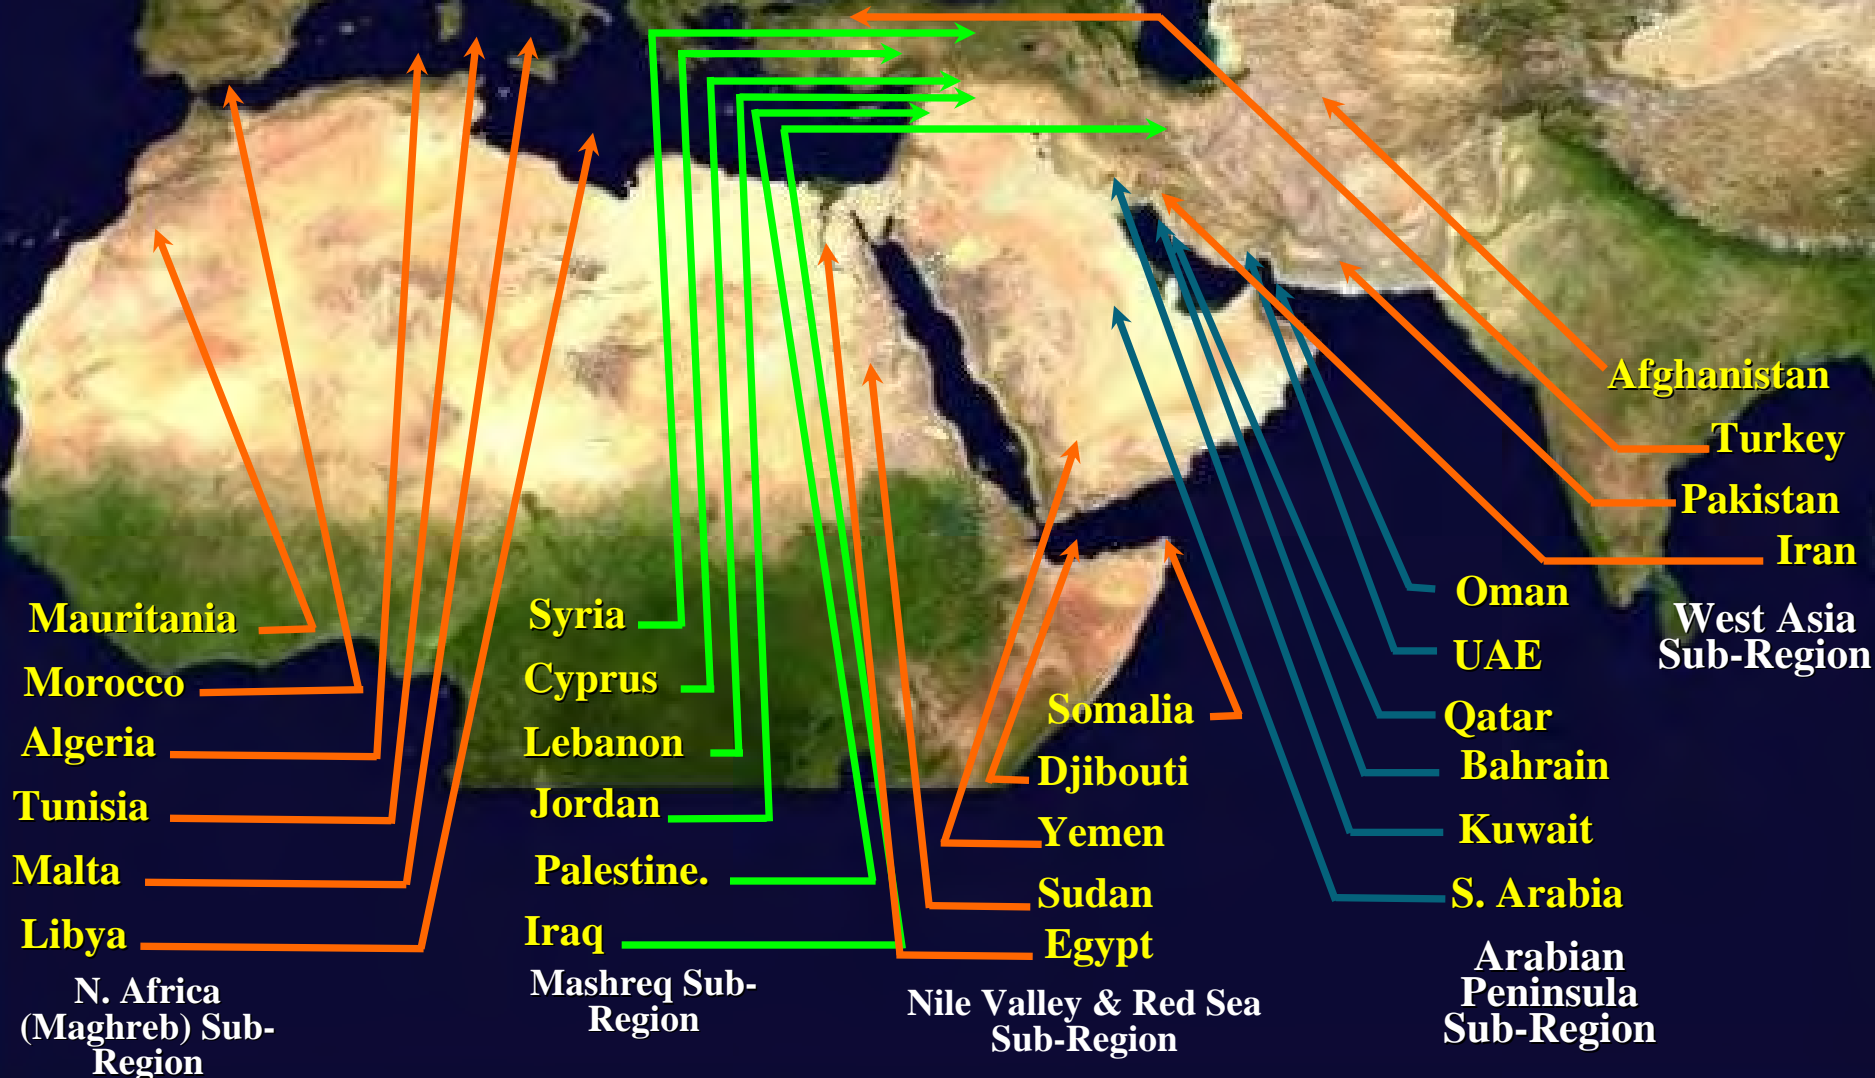 Mauritania
Morocco
Algeria
Tunisia
Malta
Libya
N. Africa
(Maghreb) Sub-
Region
Syria
Cyprus
Lebanon
Jordan
Palestine.
Iraq
Mashreq Sub-
Region
Somalia
Djibouti
Yemen
Sudan
Egypt
Nile Valley & Red Sea
Sub-Region
Oman
UAE
Qatar
Bahrain
Kuwait
S. Arabia
Arabian
Peninsula
Sub-Region
Afghanistan
Turkey
Pakistan
Iran
West Asia
Sub-Region